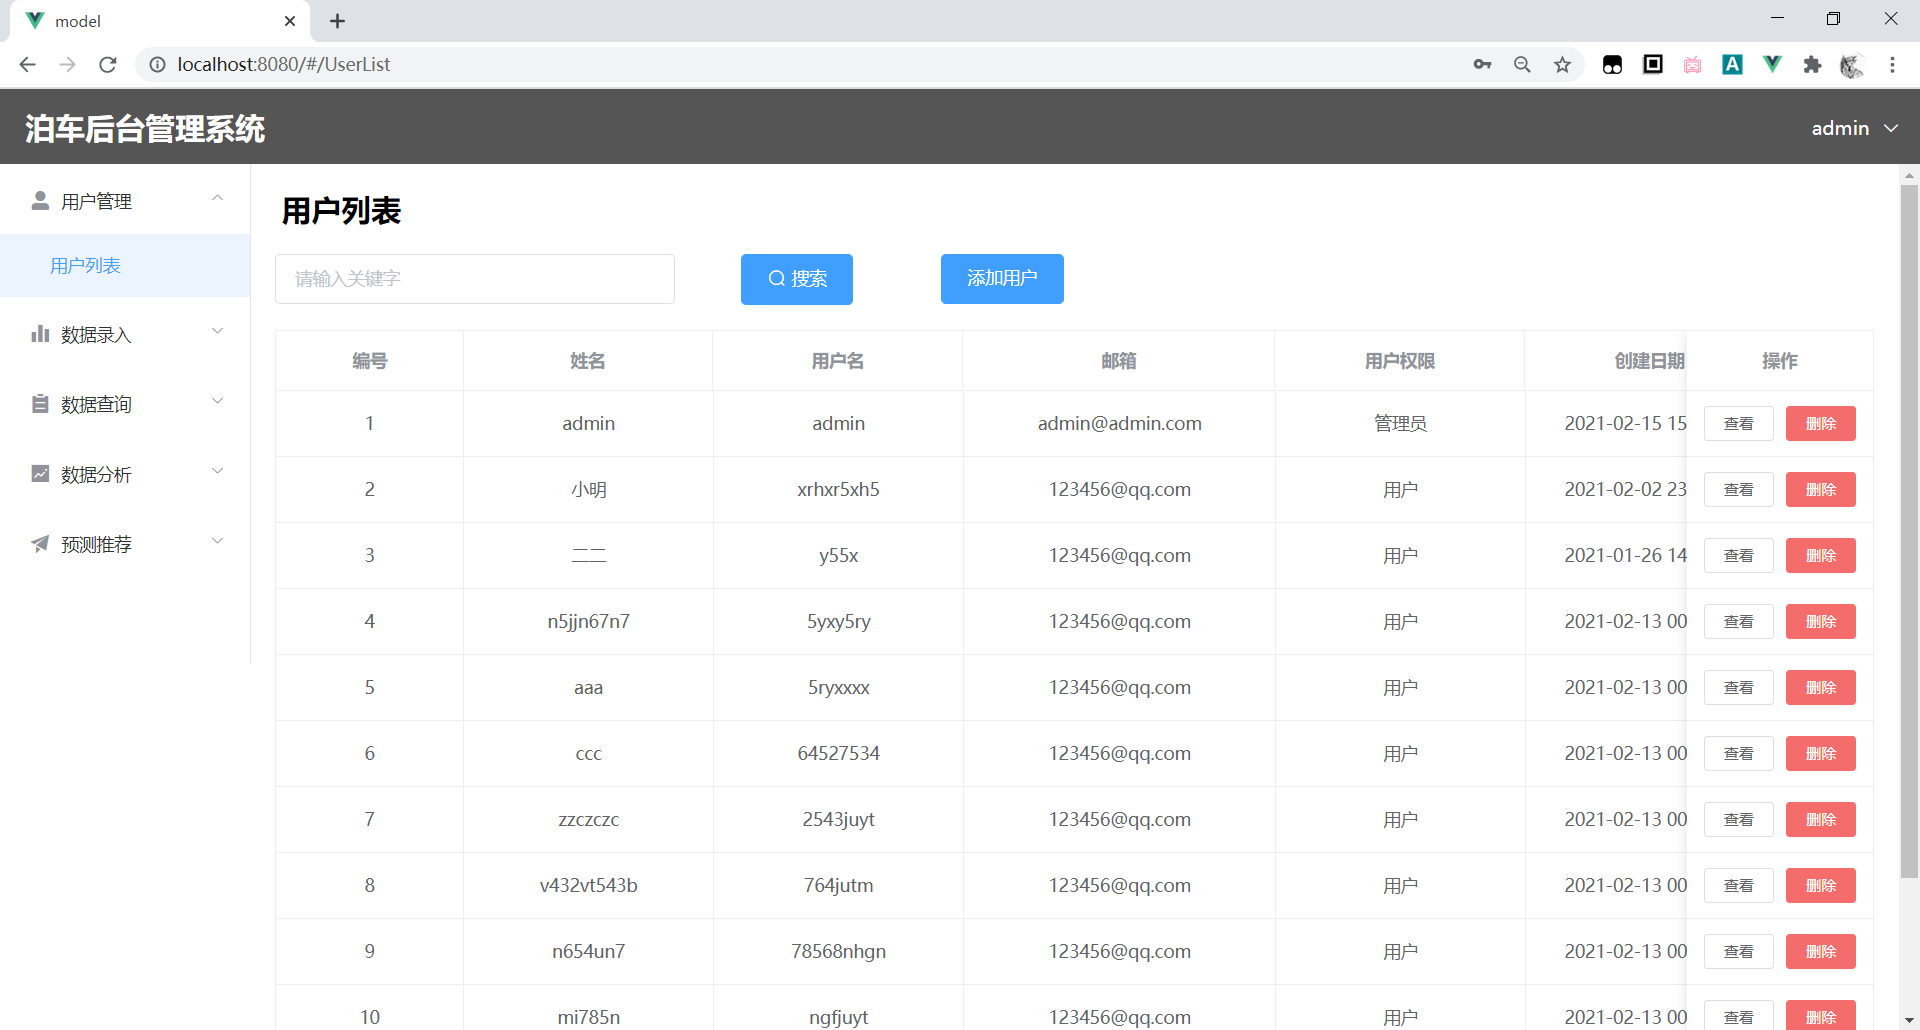 model
localhost:8080/#/UserList
泊车后台管理系统
admin
用户管理
用户列表
数据录入
数据查询
数据分析
预测推荐
用户列表
请输入关键字
搜索
添加用户
编号 姓名 用户名 邮箱 用户权限 创建日期 操作
1 admin admin admin@admin.com 管理员 2021-02-15 15 查看 删除
2 小明 xrhxr5xh5 123456@qq.com 用户 2021-02-02 23 查看 删除
3 二二 y55x 123456@qq.com 用户 2021-01-26 14 查看 删除
4 n5jjn67n7 5yxy5ry 123456@qq.com 用户 2021-02-13 00 查看 删除
5 aaa 5ryxxxx 123456@qq.com 用户 2021-02-13 00 查看 删除
6 ccc 64527534 123456@qq.com 用户 2021-02-13 00 查看 删除
7 zzczczc 2543juyt 123456@qq.com 用户 2021-02-13 00 查看 删除
8 v432vt543b 764jutm 123456@qq.com 用户 2021-02-13 00 查看 删除
9 n654un7 78568nhgn 123456@qq.com 用户 2021-02-13 00 查看 删除
10 mi785n ngfjuyt 123456@qq.com 用户 2021-02-13 00 查看 删除